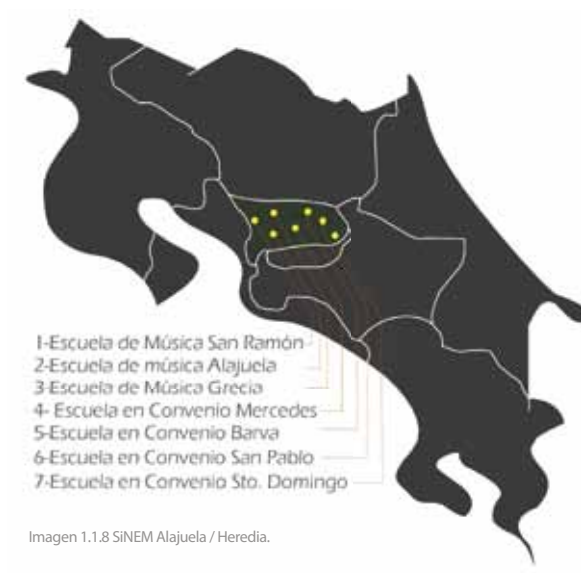 1-Escuela de Música San Ramón
2-Escuela de música Alajuela
3-Escuela de Música Grecia
4- Escuela en Convenio Mercedes
5-Escuela en Convenio Barva
6-Escuela en Convenio San Pablo
7-Escuela en Convenio Sto. Domingo
Imagen 1.1.8 SiNEM Alajuela / Heredia.